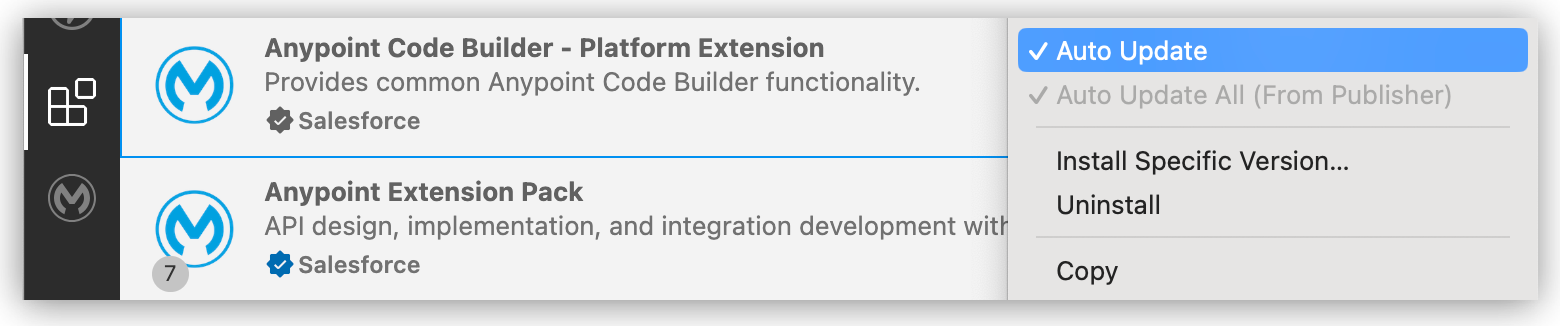 Anypoint Code Builder - Platform Extension
Provides common Anypoint Code Builder functionality.
Salesforce
Anypoint Extension Pack
API design, implementation, and integration development with
7
Salesforce
Auto Update
Auto Update All (From Publisher)
Install Specific Version...
Uninstall
Copy